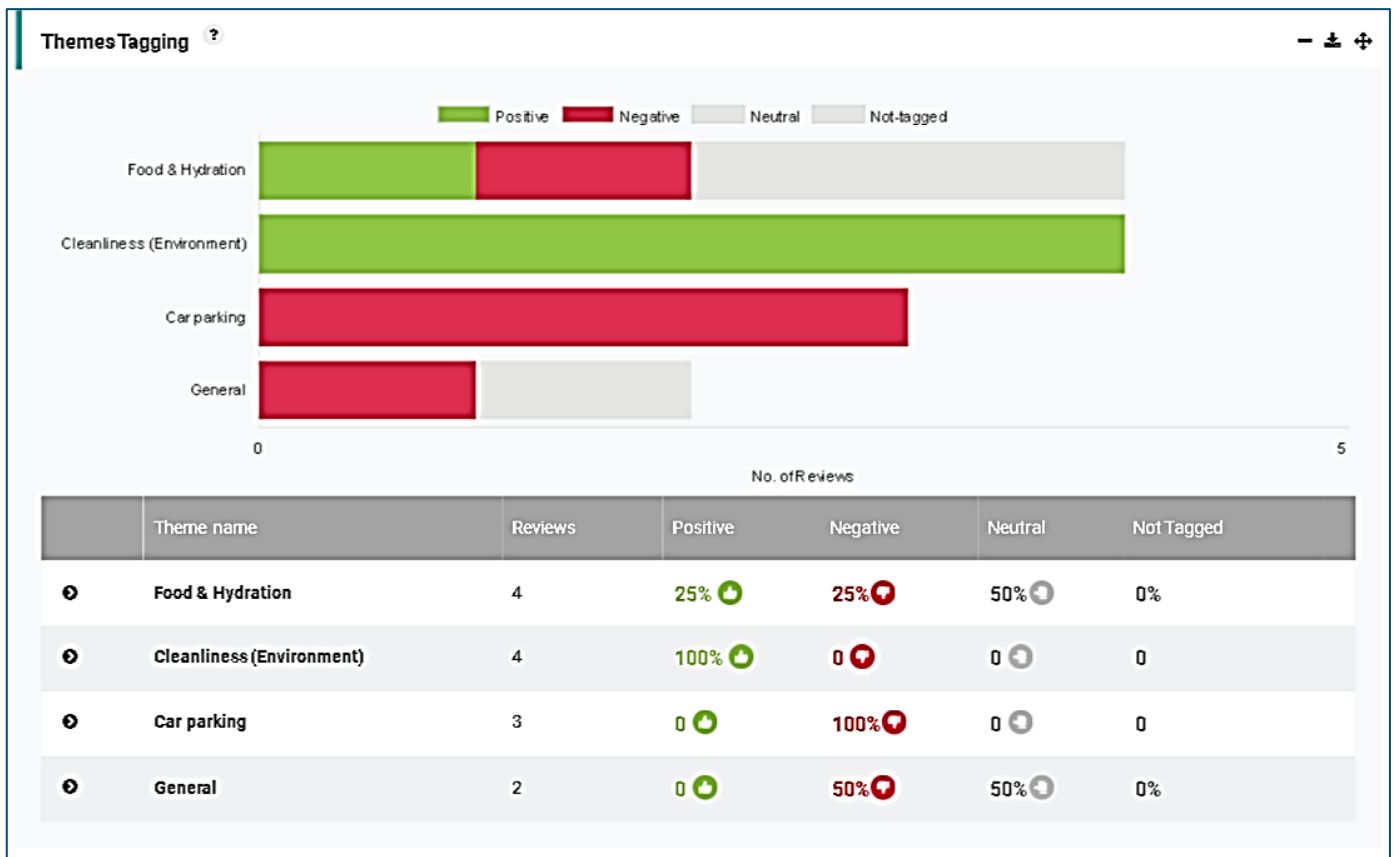 Themes Tagging ?
Positive Negative Neutral Not-tagged
Food & Hydration
Cleanliness (Environment)
Car parking
General
0 5
No. of Reviews
Theme name Reviews Positive Negative Neutral Not Tagged
Food & Hydration 4 25% 25% 50% 0%
Cleanliness (Environment) 4 100% 0 0 0
Car parking 3 0 100% 0 0
General 2 0 50% 50% 0%